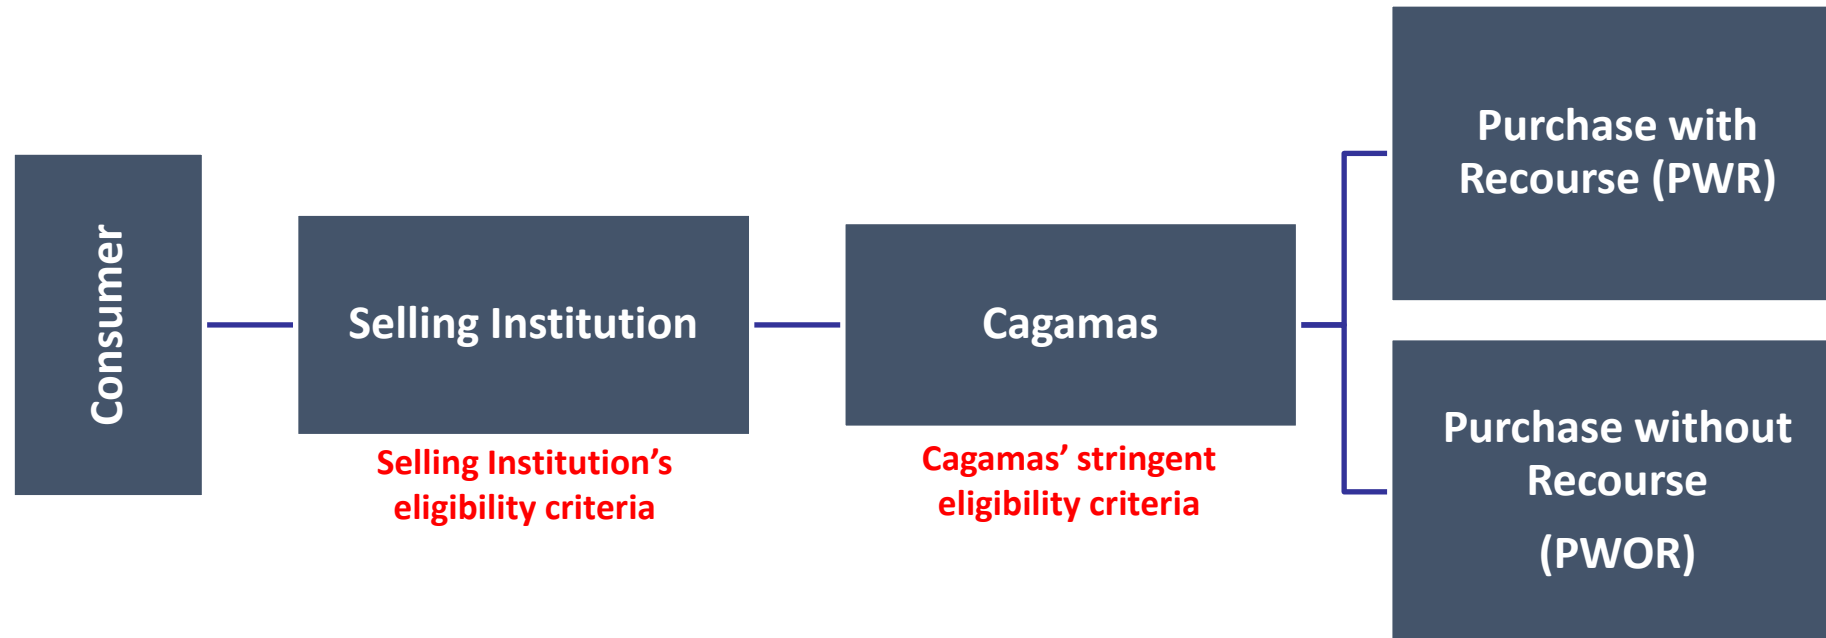 Consumer
Selling Institution
Selling Institution’s
eligibility criteria
Cagamas
Cagamas’ stringent
eligibility criteria
Purchase with
Recourse (PWR)
Purchase without
Recourse
(PWOR)